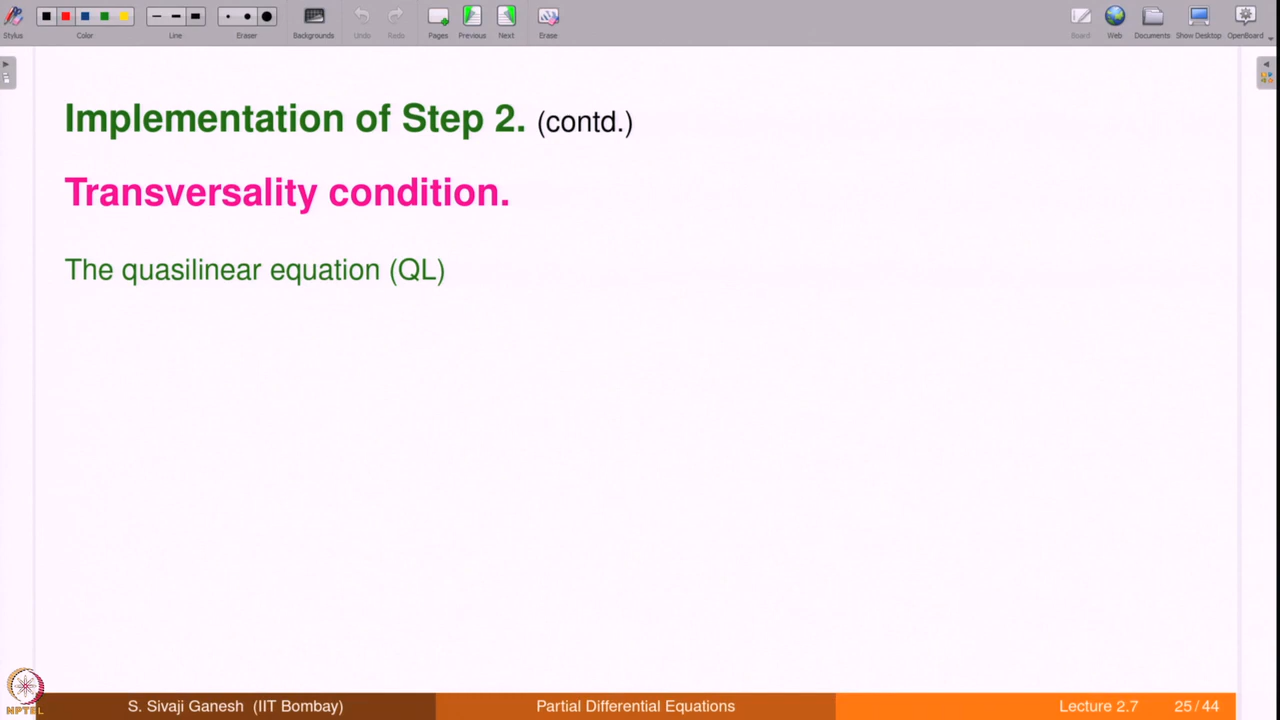 Stylus Color Line Eraser Backgrounds Undo Redo Pages Previous Next Erase Board Web Documents Show Desktop OpenBoard
Implementation of Step 2. (contd.)
Transversality condition.
The quasilinear equation (QL)
NPTEL
S. Sivaji Ganesh (IIT Bombay) Partial Differential Equations Lecture 2.7 25/44